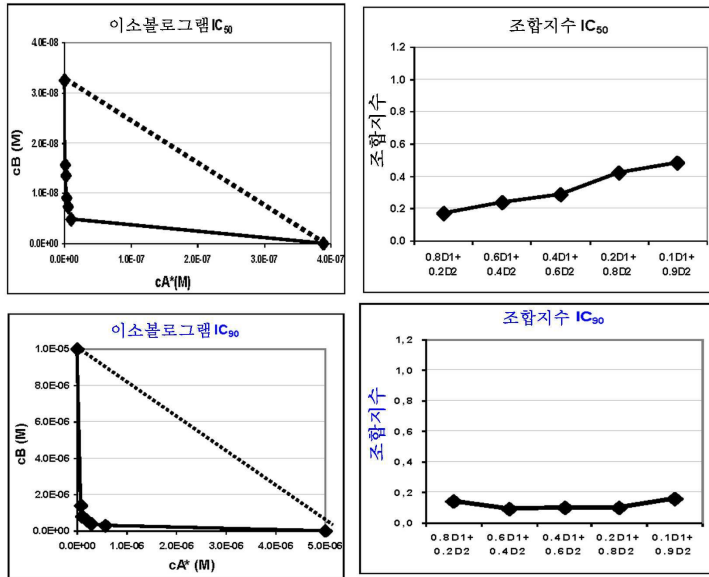 이소볼로그램 IC50
4.0E-08
3.0E-08
2.0E-08
1.0E-08
0.0E+00
cB (M)
0.0E+00 1.0E-07 2.0E-07 3.0E-07 4.0E-07
cA*(M)
조합지수 IC50
1.2
1.0
0.8
0.6
0.4
0.2
0.0
조합지수
0.8D1+ 0.6D1+ 0.4D1+ 0.2D1+ 0.1D1+
0.2D2 0.4D2 0.6D2 0.8D2 0.9D2
이소볼로그램 IC90
1.0E-05
8.0E-06
6.0E-06
4.0E-06
2.0E-06
0.0E+00
cB (M)
0.0E+00 1.0E-06 2.0E-06 3.0E-06 4.0E-06 5.0E-06
cA* (M)
조합지수 IC90
1,2
1,0
0,8
0,6
0,4
0,2
0,0
조합지수
0.8D1+ 0.6D1+ 0.4D1+ 0.2D1+ 0.1D1+
0.2D2 0.4D2 0.6D2 0.8D2 0.9D2